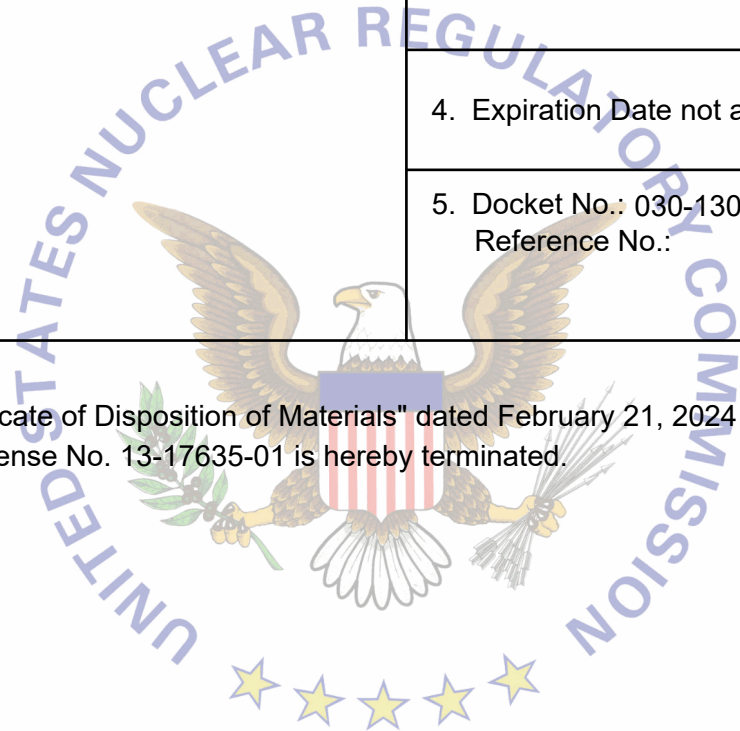 UNITED STATES NUCLEAR REGULATORY COMMISSION
4. Expiration Date not a
5. Docket No.: 030-130
Reference No.:
cate of Disposition of Materials" dated February 21, 2024
ense No. 13-17635-01 is hereby terminated.